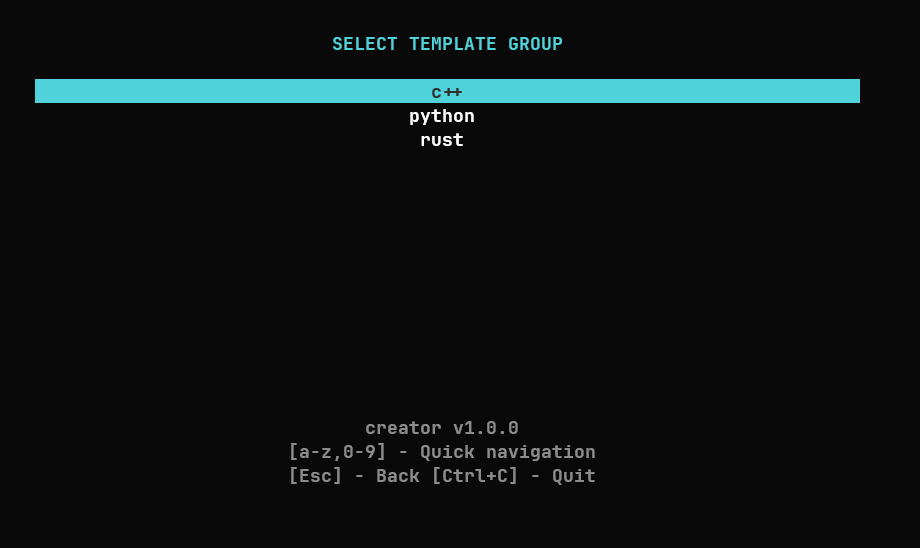 SELECT TEMPLATE GROUP
c++
python
rust
creator v1.0.0
[a-z,0-9] - Quick navigation
[Esc] - Back [Ctrl+C] - Quit